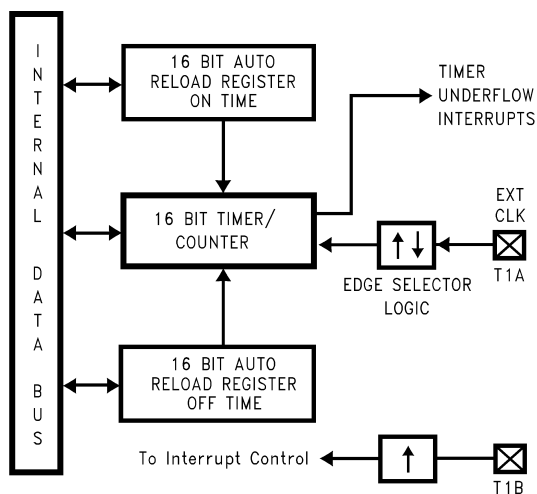 INTERNAL DATA BUS
16 BIT AUTO
RELOAD REGISTER
ON TIME
TIMER
UNDERFLOW
INTERRUPTS
16 BIT TIMER/
COUNTER
EXT
CLK
T1A
EDGE SELECTOR
LOGIC
16 BIT AUTO
RELOAD REGISTER
OFF TIME
To Interrupt Control
T1B